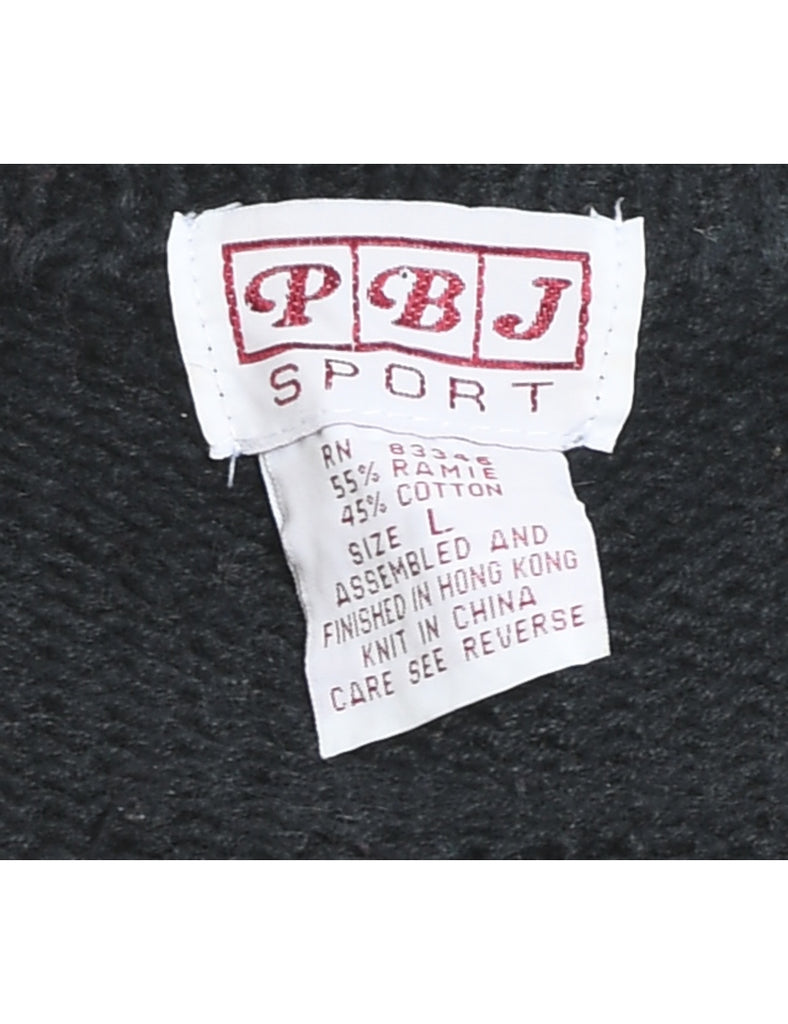 PBJ
SPORT
RN 83346
55% RAMIE
45% COTTON
SIZE L
ASSEMBLED AND
FINISHED IN HONG KONG
KNIT IN CHINA
CARE SEE REVERSE